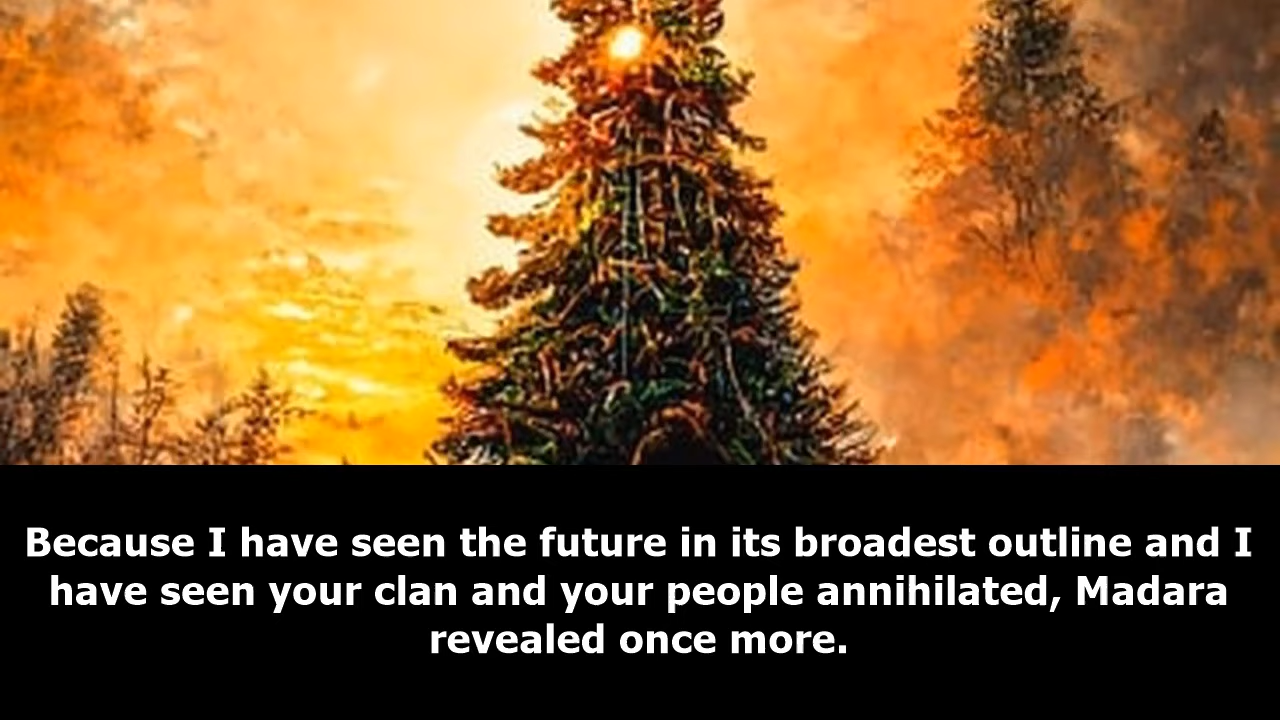 Because I have seen the future in its broadest outline and I
have seen your clan and your people annihilated, Madara
revealed once more.